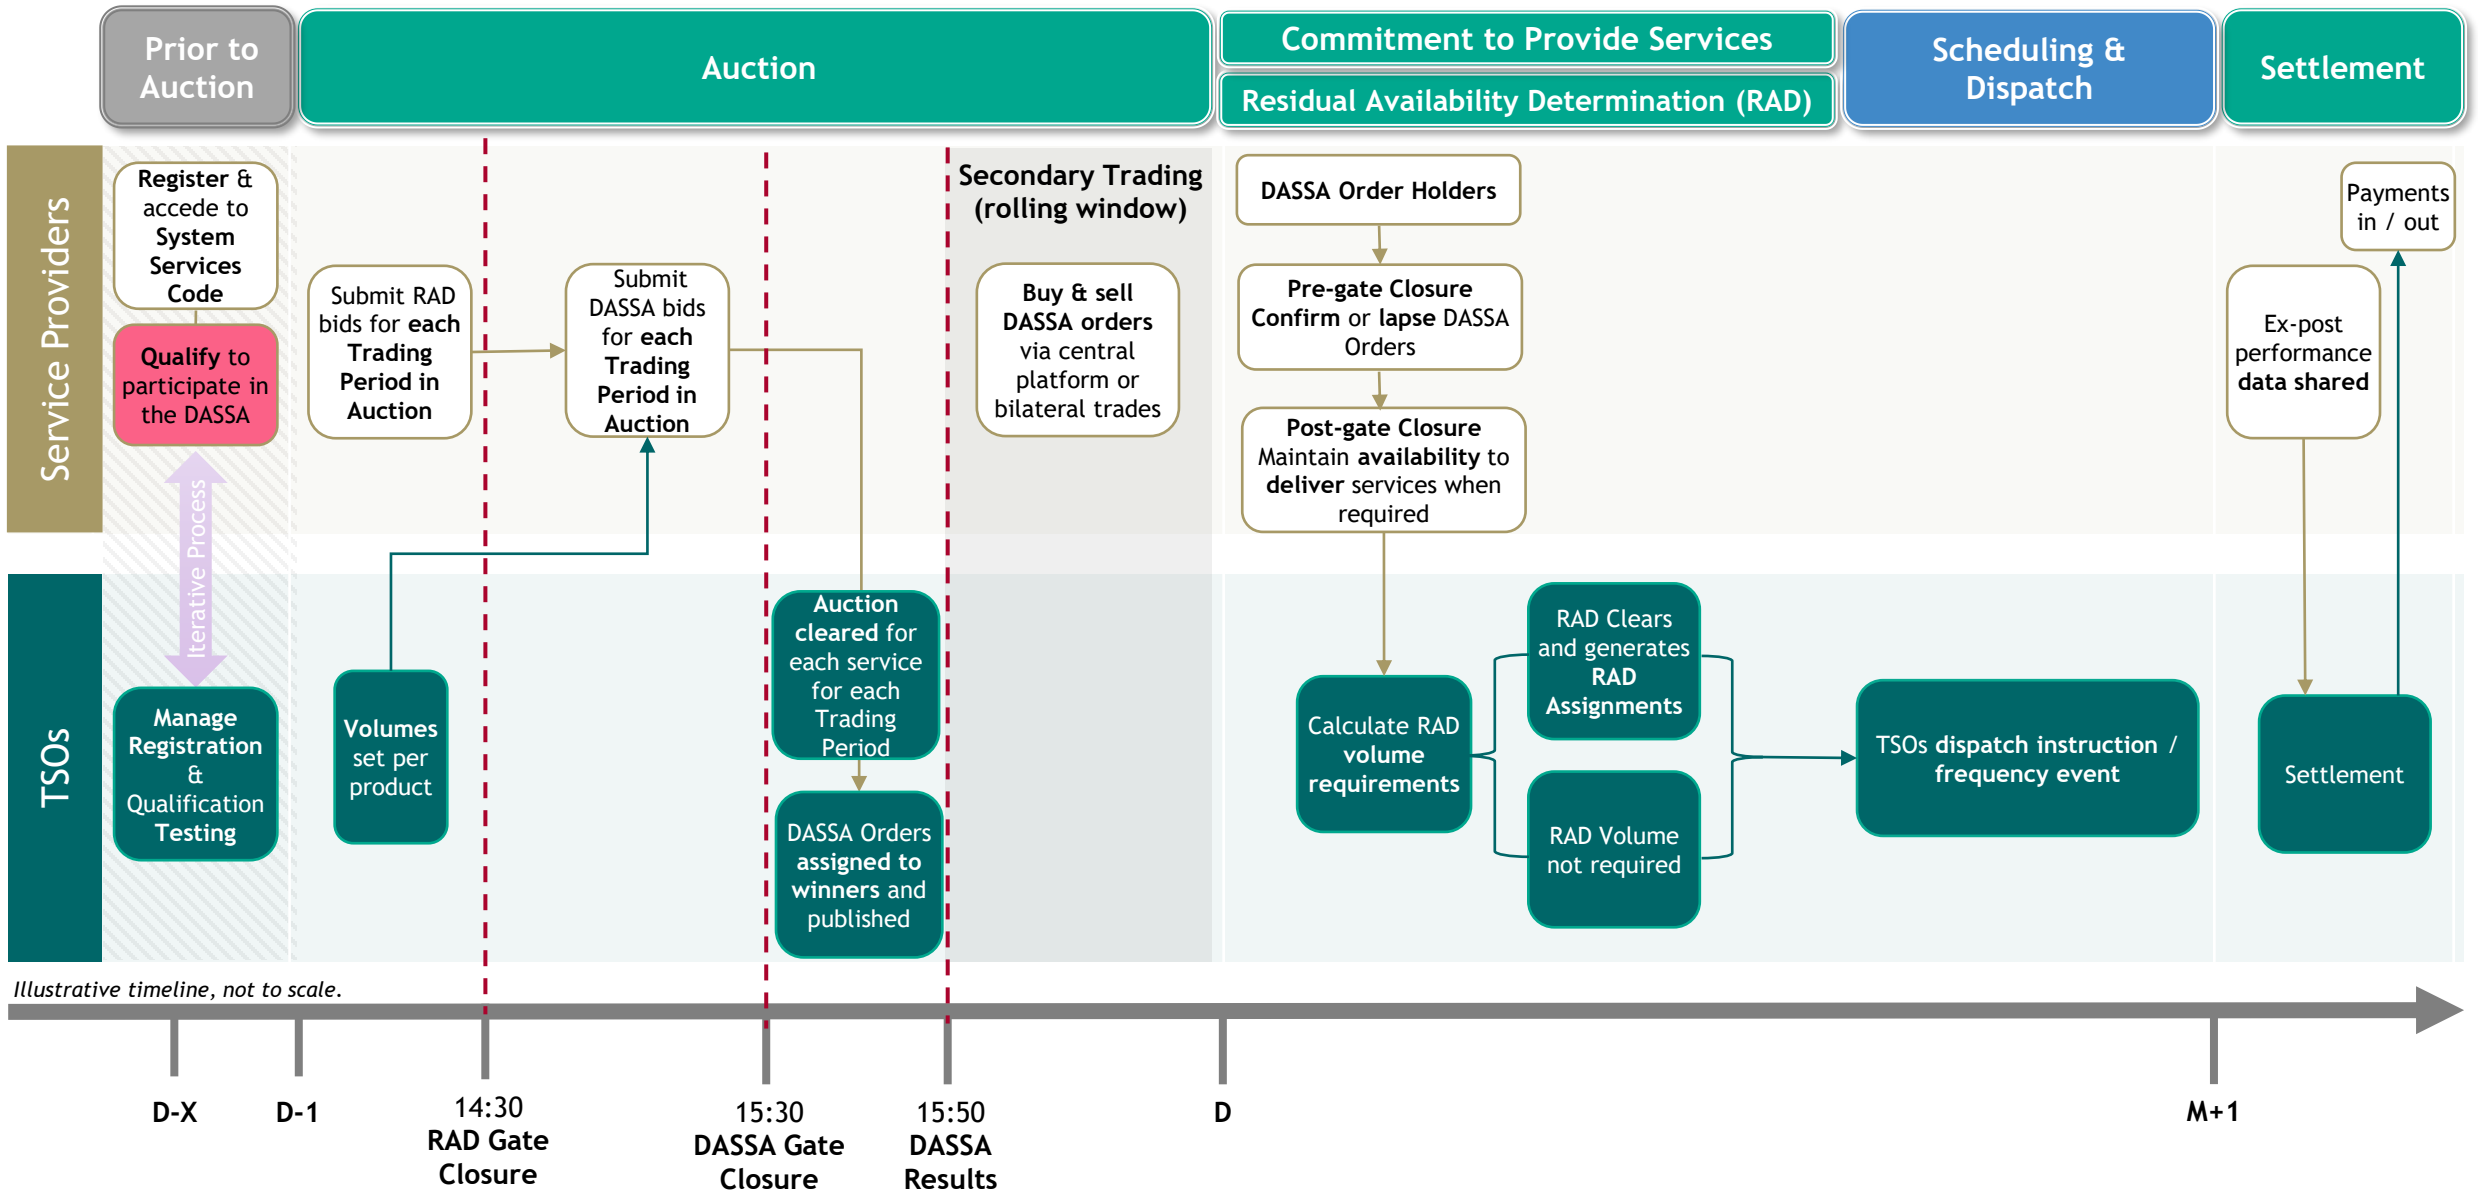 Prior to
Auction
Auction
Commitment to Provide Services
Residual Availability Determination (RAD)
Scheduling &
Dispatch
Settlement
Service Providers
Register &
accede to
System
Services
Code
Qualify to
participate in
the DASSA
Iterative Process
Submit RAD
bids for each
Trading
Period in
Auction
Submit
DASSA bids
for each
Trading
Period in
Auction
Secondary Trading
(rolling window)
Buy & sell
DASSA orders
via central
platform or
bilateral trades
DASSA Order Holders
Pre-gate Closure
Confirm or lapse DASSA
Orders
Post-gate Closure
Maintain availability to
deliver services when
required
Payments
in / out
Ex-post
performance
data shared
TSOs
Manage
Registration
&
Qualification
Testing
Volumes
set per
product
Auction
cleared for
each service
for each
Trading
Period
DASSA Orders
assigned to
winners and
published
Calculate RAD
volume
requirements
RAD Clears
and generates
RAD
Assignments
RAD Volume
not required
TSOs dispatch instruction /
frequency event
Settlement
Illustrative timeline, not to scale.
D-X
D-1
14:30
RAD Gate
Closure
15:30
DASSA Gate
Closure
15:50
DASSA
Results
D
M+1